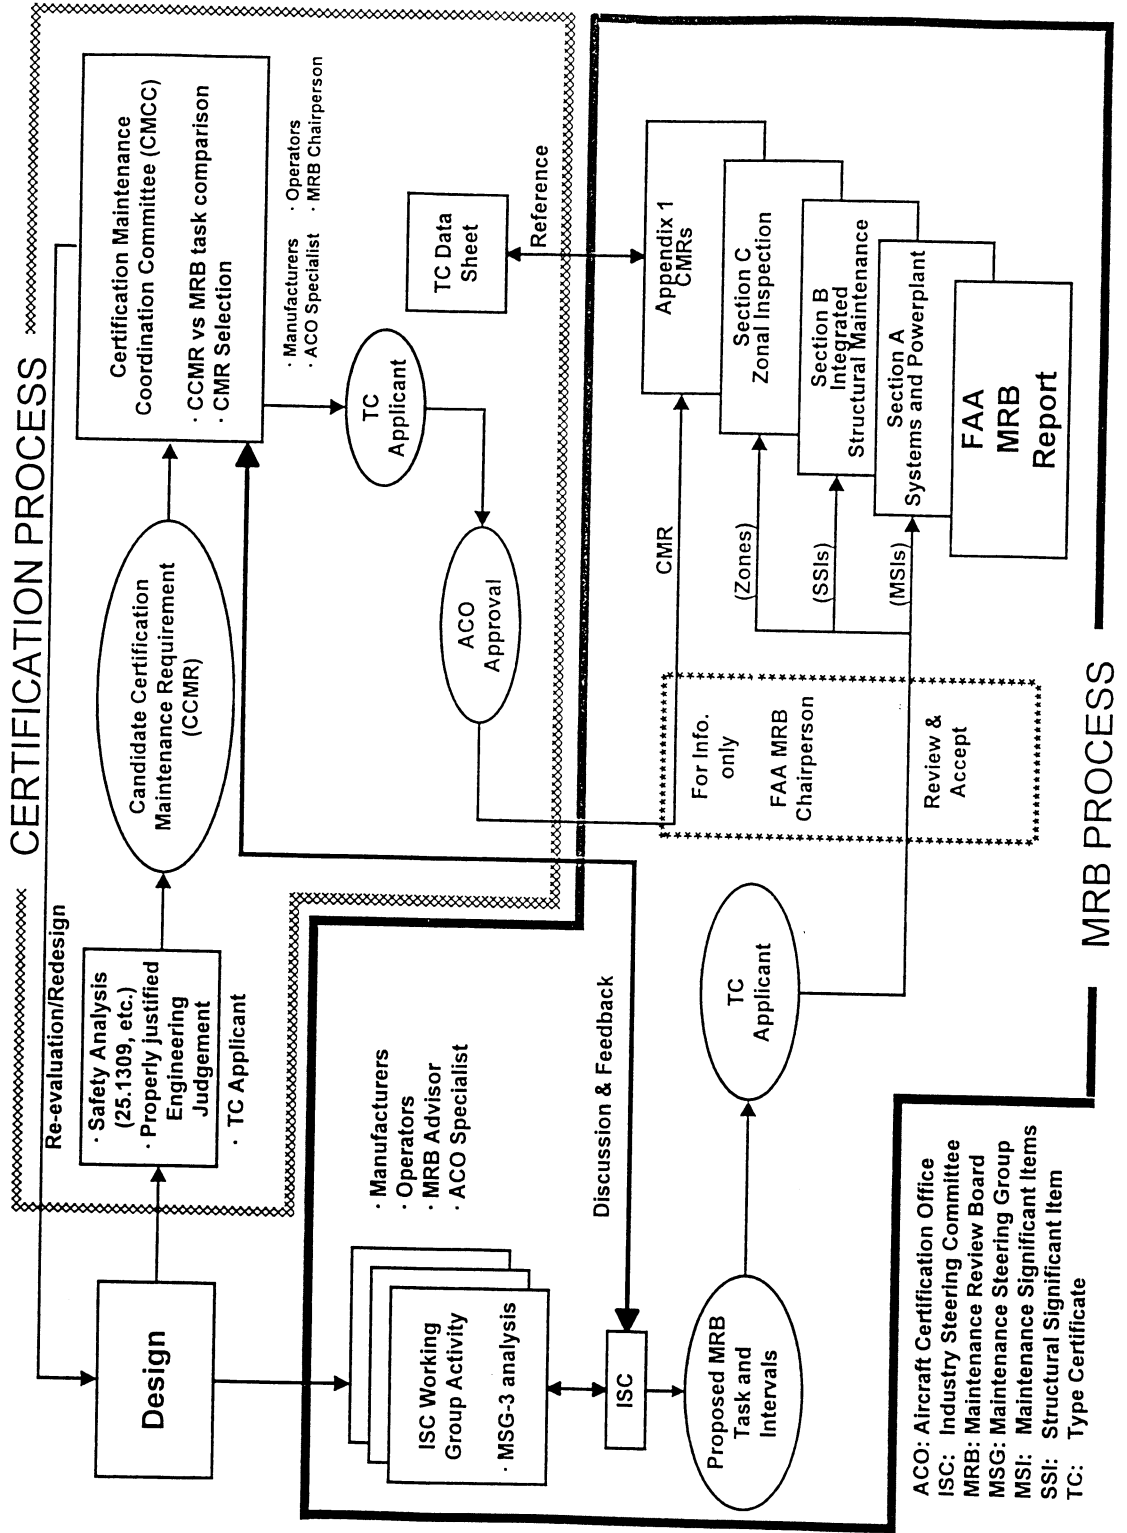 CERTIFICATION PROCESS
Re-evaluation/Redesign
Design
· Safety Analysis
(25.1309, etc.)
· Properly justified
Engineering
Judgement
· TC Applicant
Candidate Certification
Maintenance Requirement
(CCMR)
Certification Maintenance
Coordination Committee (CMCC)
· CCMR vs MRB task comparison
· CMR Selection
· Manufacturers
· Operators
· ACO Specialist
· MRB Chairperson
TC
Applicant
ACO
Approval
TC Data
Sheet
Reference
ISC Working
Group Activity
· MSG-3 analysis
· Manufacturers
· Operators
· MRB Advisor
· ACO Specialist
Discussion & Feedback
ISC
Proposed MRB
Task and
Intervals
TC
Applicant
For Info.
only
FAA MRB
Chairperson
Review &
Accept
CMR
(Zones)
(SSIs)
(MSIs)
Appendix 1
CMRs
Section C
Zonal Inspection
Section B
Integrated
Structural Maintenance
Section A
Systems and Powerplant
FAA
MRB
Report
MRB PROCESS
ACO: Aircraft Certification Office
ISC: Industry Steering Committee
MRB: Maintenance Review Board
MSG: Maintenance Steering Group
MSI: Maintenance Significant Items
SSI: Structural Significant Item
TC: Type Certificate